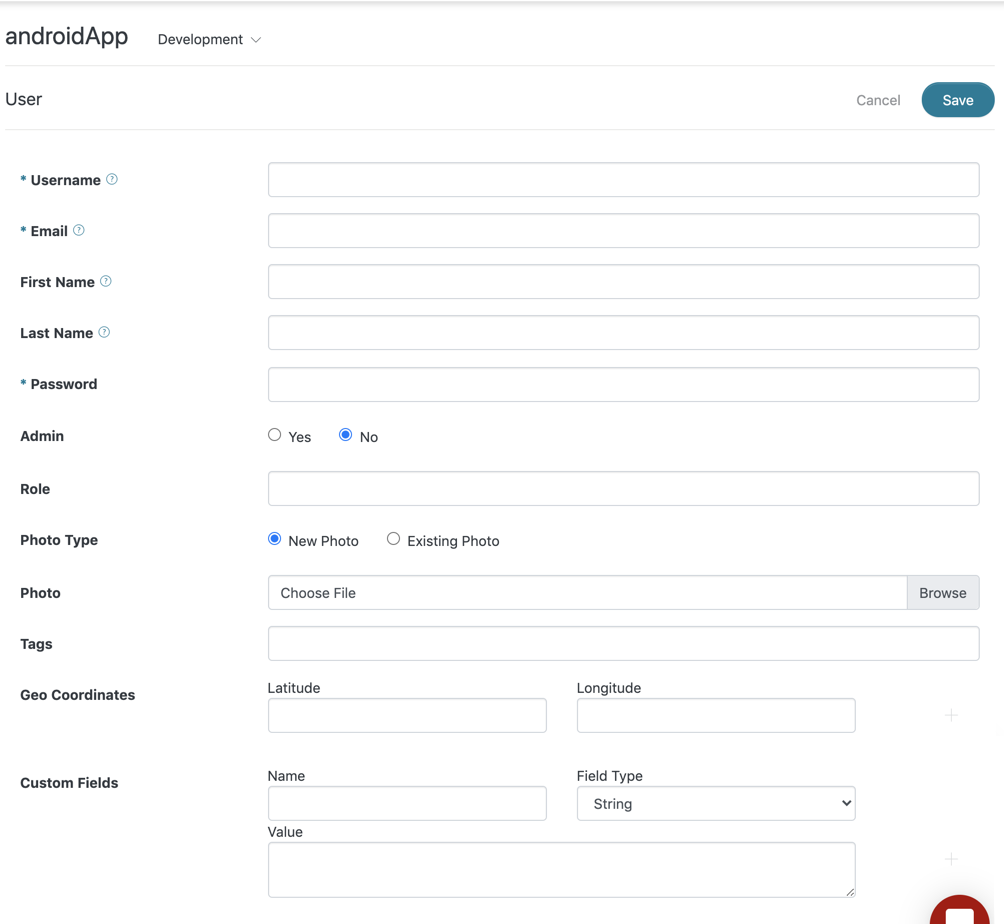 androidApp Development
User Cancel Save
* Username ?
* Email ?
First Name ?
Last Name ?
* Password
Admin Yes No
Role
Photo Type New Photo Existing Photo
Photo Choose File Browse
Tags
Geo Coordinates Latitude Longitude
Custom Fields Name Field Type
String
Value